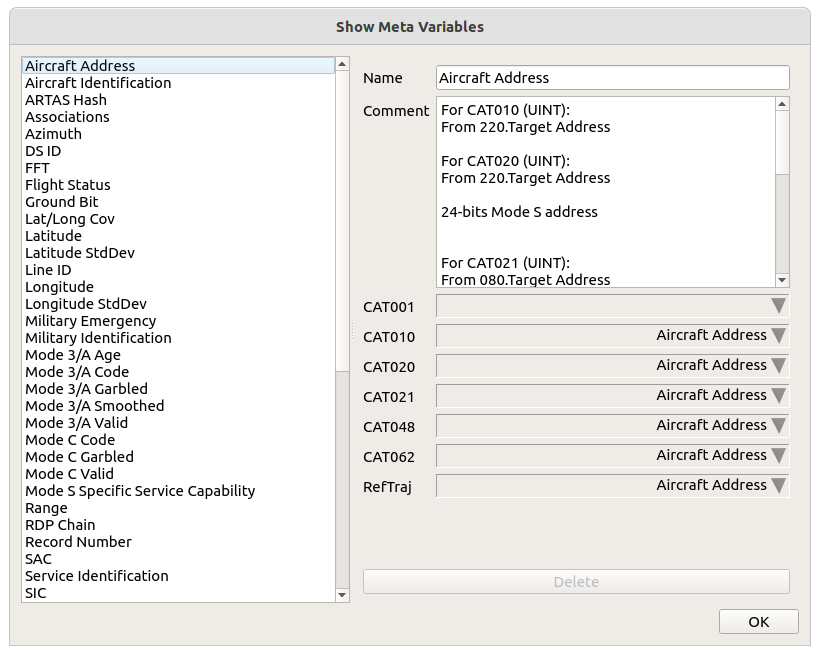 Show Meta Variables
Aircraft Address
Aircraft Identification
ARTAS Hash
Associations
Azimuth
DS ID
FFT
Flight Status
Ground Bit
Lat/Long Cov
Latitude
Latitude StdDev
Line ID
Longitude
Longitude StdDev
Military Emergency
Military Identification
Mode 3/A Age
Mode 3/A Code
Mode 3/A Garbled
Mode 3/A Smoothed
Mode 3/A Valid
Mode C Code
Mode C Garbled
Mode C Valid
Mode S Specific Service Capability
Range
RDP Chain
Record Number
SAC
Service Identification
SIC
Name Aircraft Address
Comment
For CAT010 (UINT):
From 220.Target Address
For CAT020 (UINT):
From 220.Target Address
24-bits Mode S address
For CAT021 (UINT):
From 080.Target Address
CAT001
CAT010 Aircraft Address
CAT020 Aircraft Address
CAT021 Aircraft Address
CAT048 Aircraft Address
CAT062 Aircraft Address
RefTraj Aircraft Address
Delete
OK